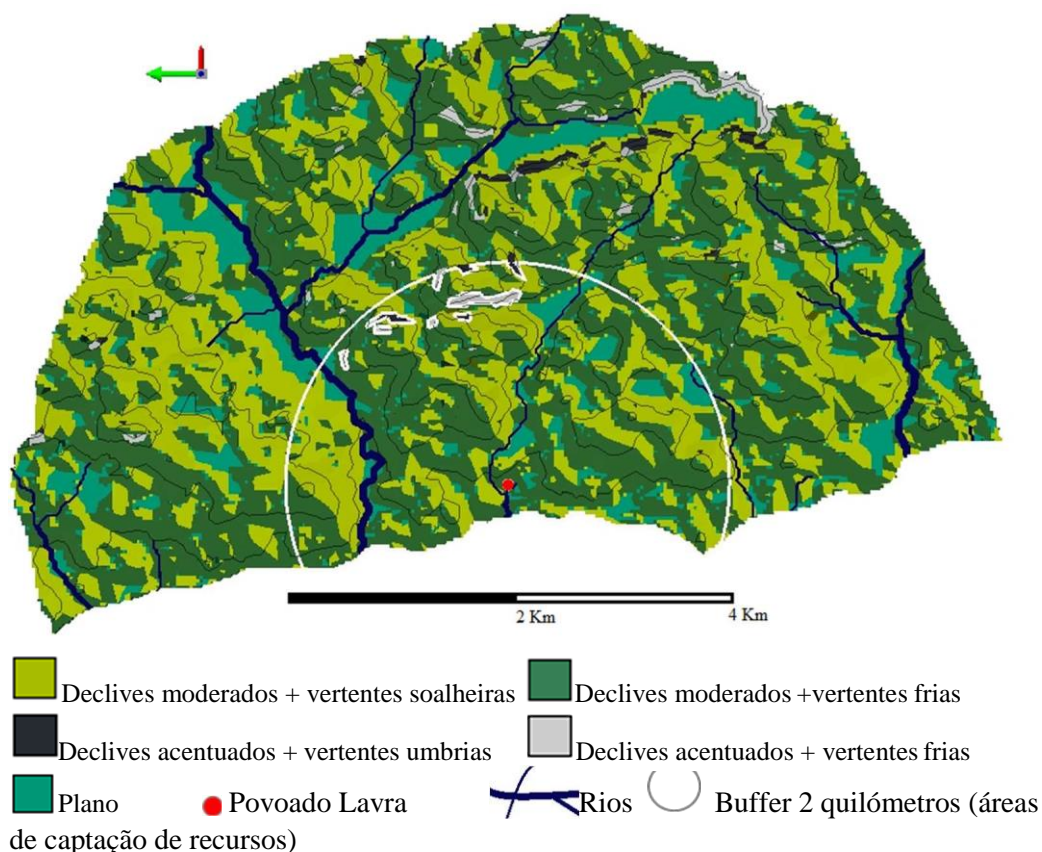 2 Km
4 Km
Declives moderados + vertentes soalheiras
Declives moderados +vertentes frias
Declives acentuados + vertentes umbrias
Declives acentuados + vertentes frias
Plano
Povoado Lavra
Rios
Buffer 2 quilómetros (áreas
de captação de recursos)